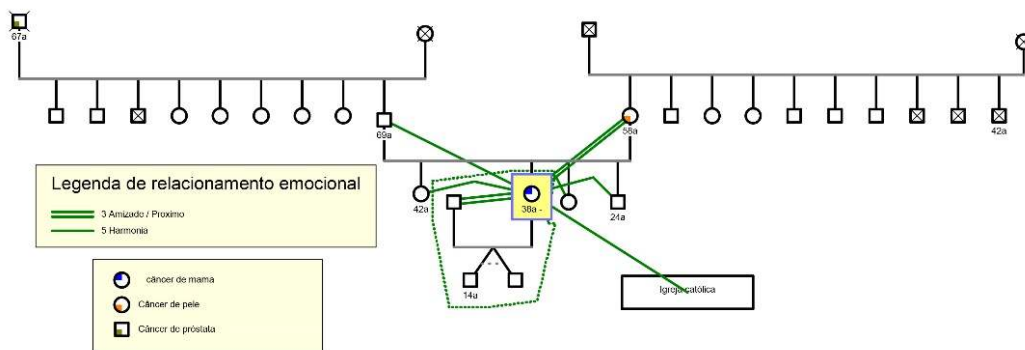 67a
69a
58a
42a
42a
38a -
24a
14a
Igreja católica
Legenda de relacionamento emocional
3 Amizade / Proximo
5 Harmonia
câncer de mama
Câncer de pele
Câncer de próstata